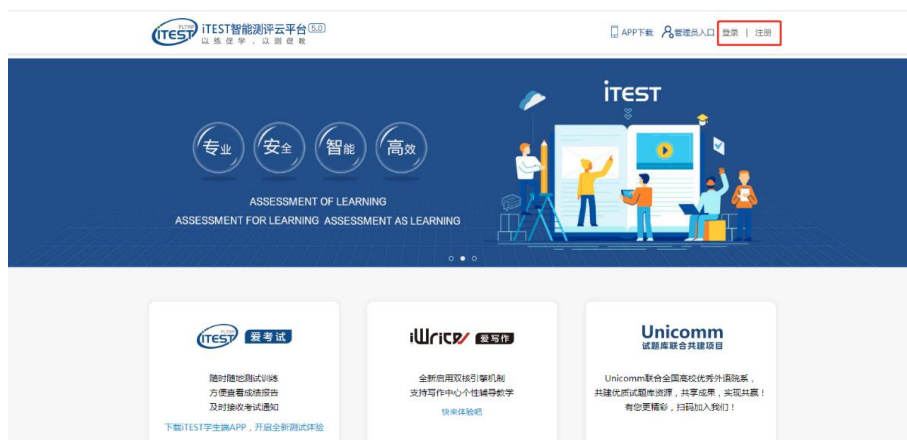 FLTRP
iTEST
iTEST智能测评云平台 5.0
以练促学，以测促教
APP下载 管理员入口 登录 | 注册
iTEST
专业 安全 智能 高效
ASSESSMENT OF LEARNING
ASSESSMENT FOR LEARNING ASSESSMENT AS LEARNING
iTEST 爱考试
随时随地测试训练
方便查看成绩报告
及时接收考试通知
下载iTEST学生端APP，开启全新测试体验
iWrite 爱写作
全新启用双核引擎机制
支持写作中心个性辅导教学
快来体验吧
Unicomm
试题库联合共建项目
Unicomm联合全国高校优秀外语院系，
共建优质试题库资源，共享成果，实现共赢！
有您更精彩，扫码加入我们！